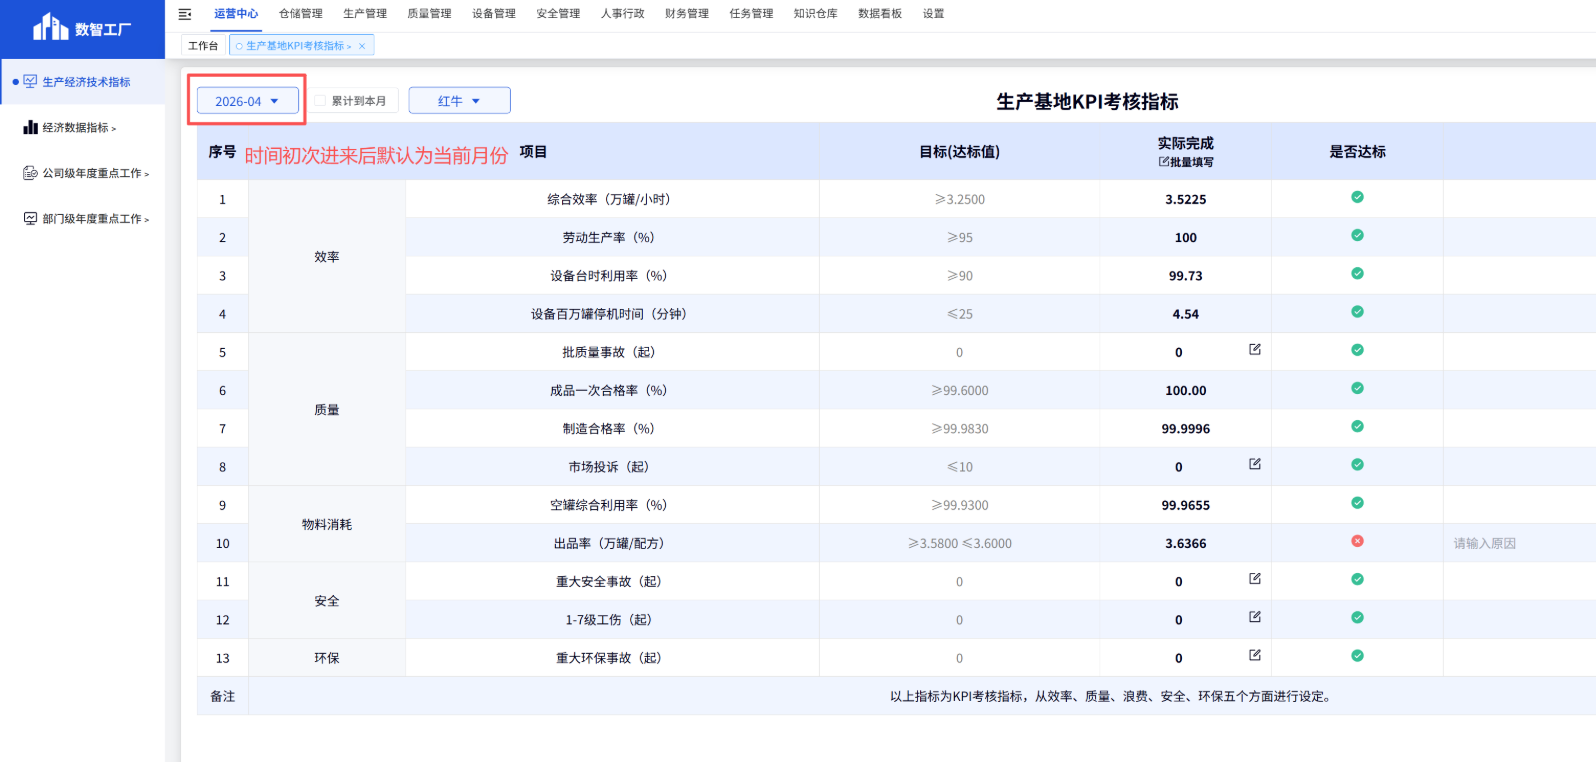 数智工厂
运营中心 仓储管理 生产管理 质量管理 设备管理 安全管理 人事行政 财务管理 任务管理 知识仓库 数据看板 设置
工作台 生产基地KPI考核指标 > ×
生产经济技术指标
经济数据指标 >
公司级年度重点工作 >
部门级年度重点工作 >
2026-04 累计到本月 红牛 生产基地KPI考核指标
时间初次进来后默认为当前月份
序号 项目 目标(达标值) 实际完成 批量填写 是否达标
1 效率 综合效率（万罐/小时） ≥3.2500 3.5225
2 劳动生产率（%） ≥95 100
3 设备台时利用率（%） ≥90 99.73
4 设备百万罐停机时间（分钟） ≤25 4.54
5 质量 批质量事故（起） 0 0
6 成品一次合格率（%） ≥99.6000 100.00
7 制造合格率（%） ≥99.9830 99.9996
8 市场投诉（起） ≤10 0
9 物料消耗 空罐综合利用率（%） ≥99.9300 99.9655
10 出品率（万罐/配方） ≥3.5800 ≤3.6000 3.6366 请输入原因
11 安全 重大安全事故（起） 0 0
12 1-7级工伤（起） 0 0
13 环保 重大环保事故（起） 0 0
备注 以上指标为KPI考核指标，从效率、质量、浪费、安全、环保五个方面进行设定。